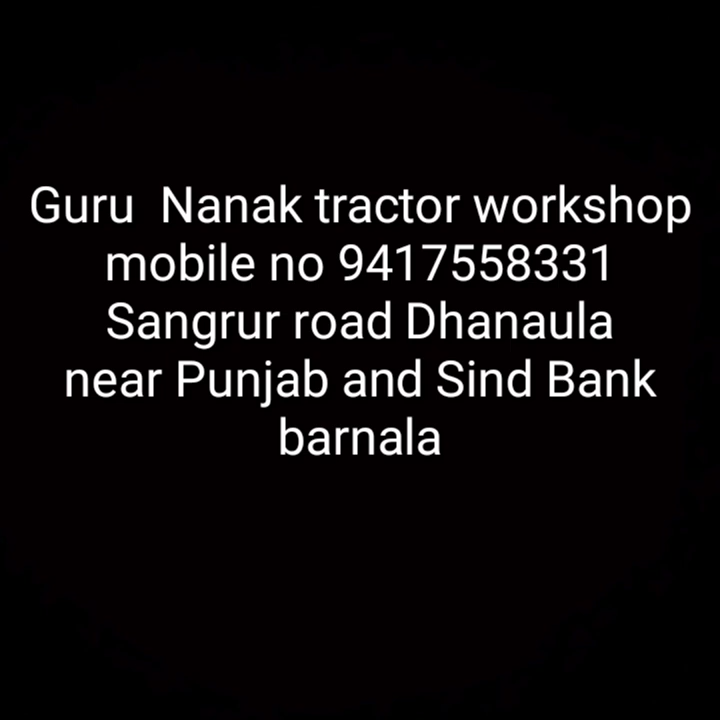 Guru  Nanak tractor workshop
mobile no 9417558331
Sangrur road Dhanaula
near Punjab and Sind Bank
barnala